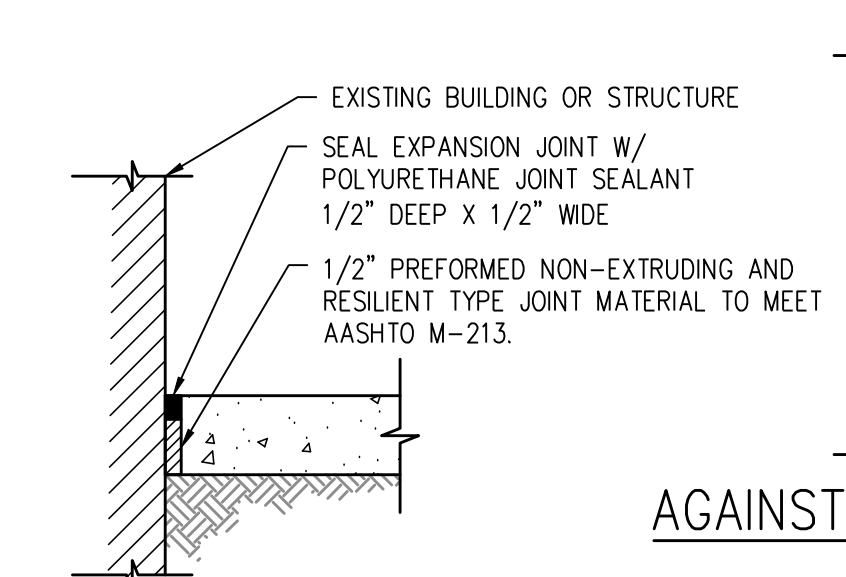 EXISTING BUILDING OR STRUCTURE
SEAL EXPANSION JOINT W/
POLYURETHANE JOINT SEALANT
1/2" DEEP X 1/2" WIDE
1/2" PREFORMED NON-EXTRUDING AND
RESILIENT TYPE JOINT MATERIAL TO MEET
AASHTO M-213.
AGAINST